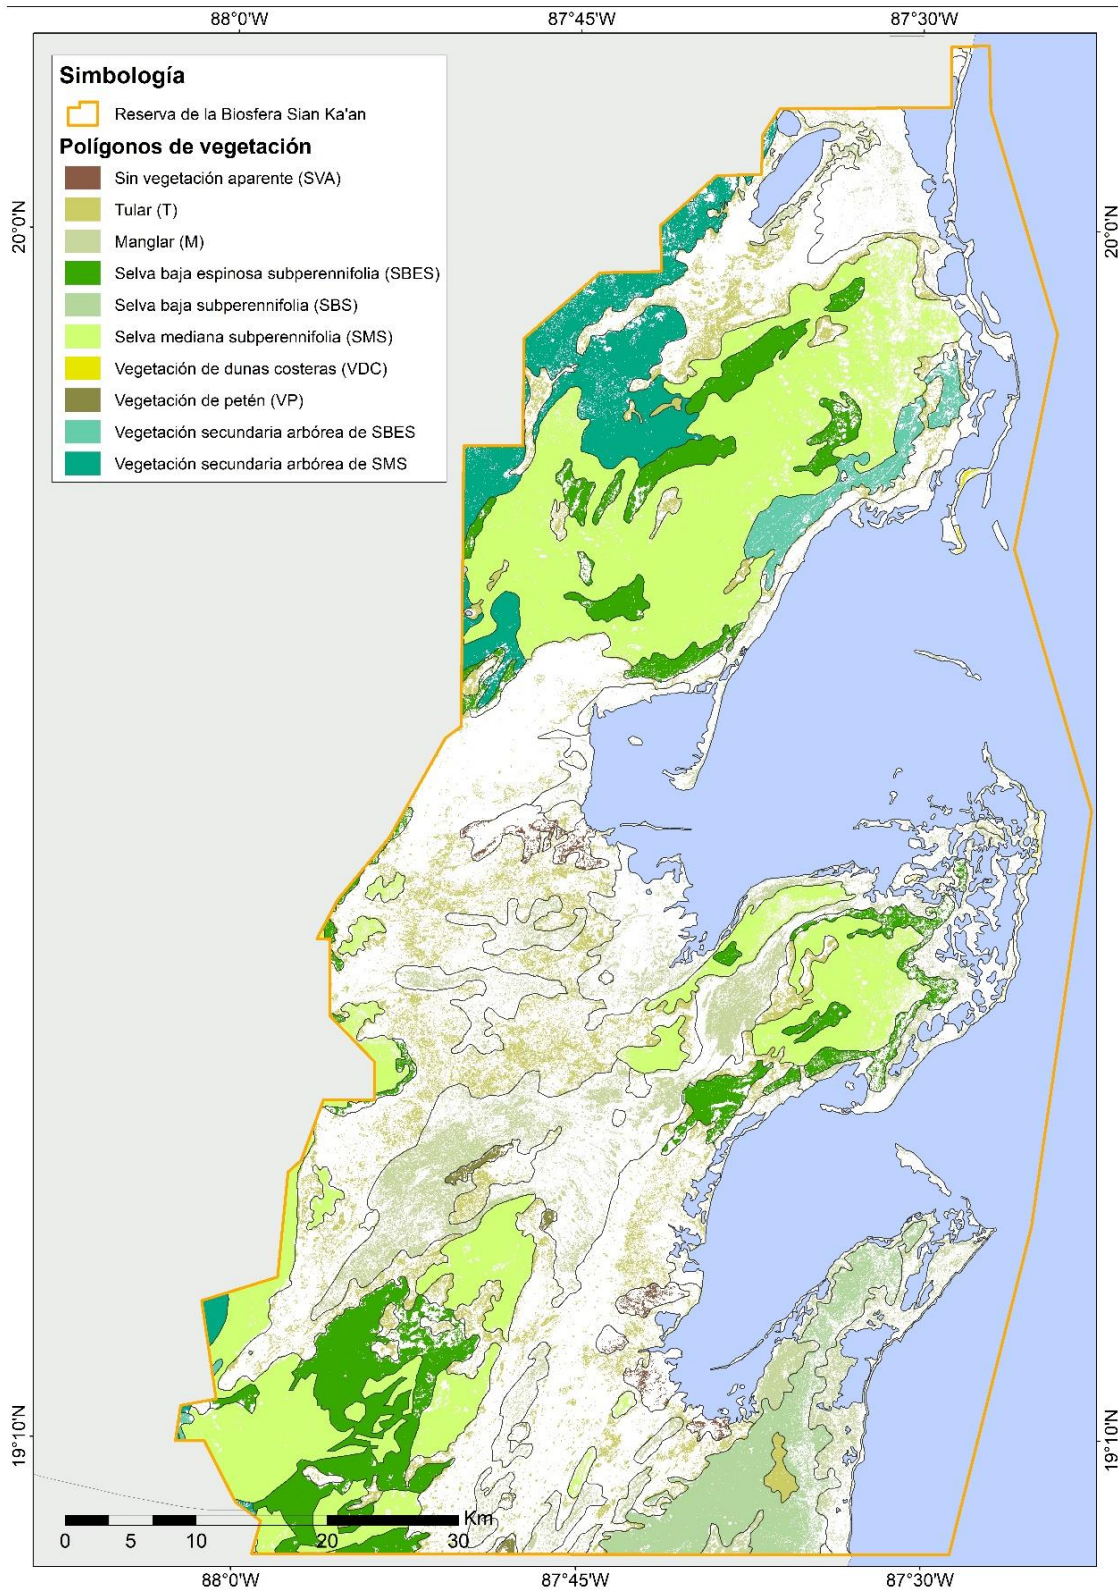 88°0'W 87°45'W 87°30'W
Simbología
Reserva de la Biosfera Sian Ka'an
Polígonos de vegetación
Sin vegetación aparente (SVA)
Tular (T)
Manglar (M)
Selva baja espinosa subperennifolia (SBES)
Selva baja subperennifolia (SBS)
Selva mediana subperennifolia (SMS)
Vegetación de dunas costeras (VDC)
Vegetación de petén (VP)
Vegetación secundaria arbórea de SBES
Vegetación secundaria arbórea de SMS
20°0'N 20°0'N
19°10'N 19°10'N
Km
0 5 10 20 30
88°0'W 87°45'W 87°30'W